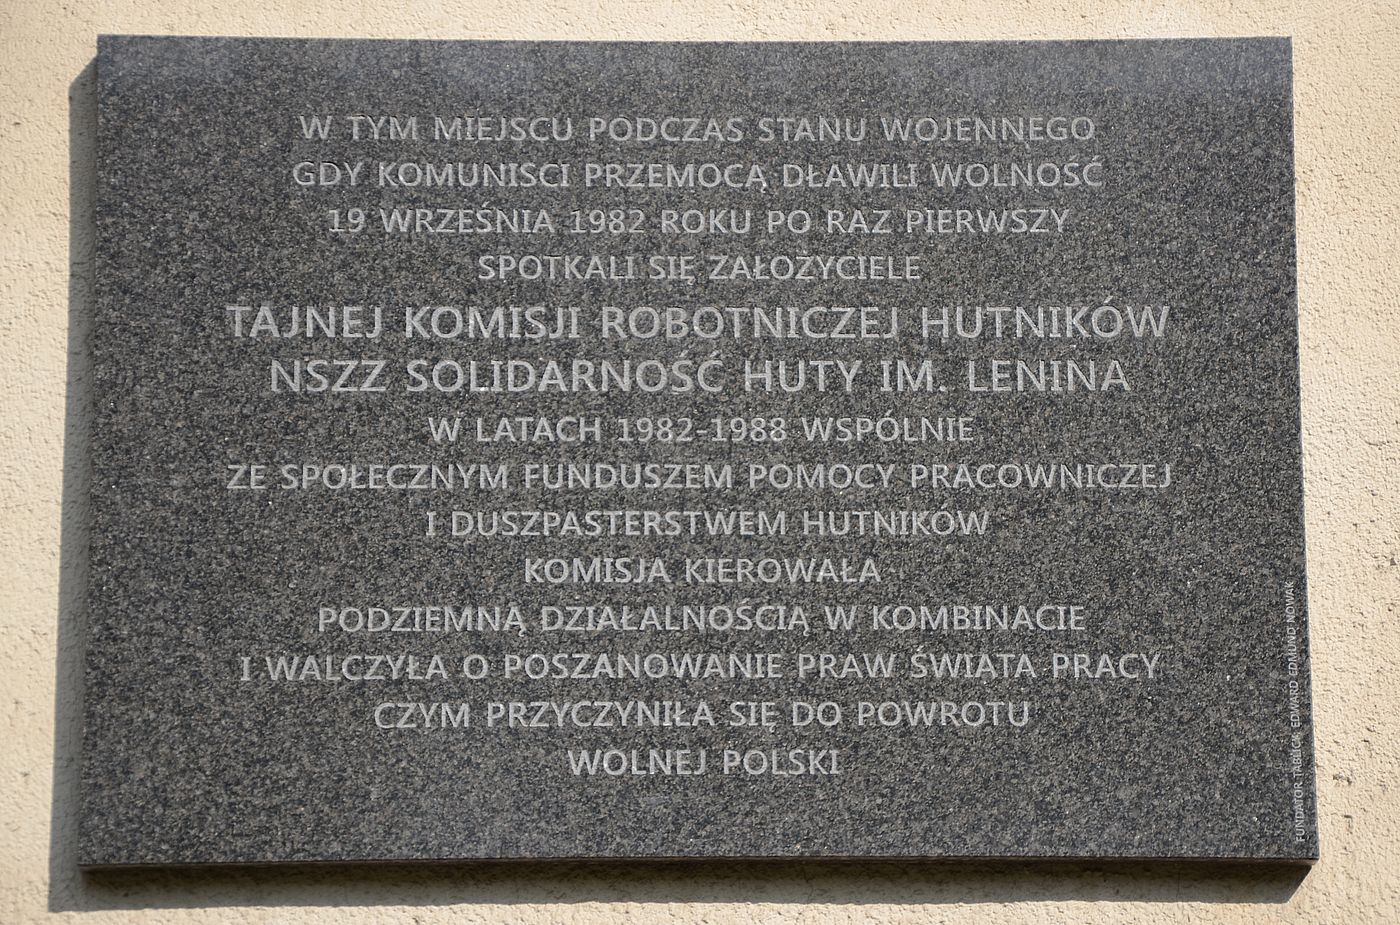 W TYM MIEJSCU PODCZAS STANU WOJENNEGO
GDY KOMUNISCI PRZEMOCĄ DŁAWILI WOLNOŚĆ
19 WRZEŚNIA 1982 ROKU PO RAZ PIERWSZY
SPOTKALI SIĘ ZAŁOŻYCIELE
TAJNEJ KOMISJI ROBOTNICZEJ HUTNIKÓW
NSZZ SOLIDARNOŚĆ HUTY IM. LENINA
W LATACH 1982-1988 WSPÓLNIE
ZE SPOŁECZNYM FUNDUSZEM POMOCY PRACOWNICZEJ
I DUSZPASTERSTWEM HUTNIKÓW
KOMISJA KIEROWAŁA
PODZIEMNĄ DZIAŁALNOŚCIĄ W KOMBINACIE
I WALCZYŁA O POSZANOWANIE PRAW ŚWIATA PRACY
CZYM PRZYCZYNIŁA SIĘ DO POWROTU
WOLNEJ POLSKI
FUNDATOR TABLICY, EDWARD EDMUND NOWAK